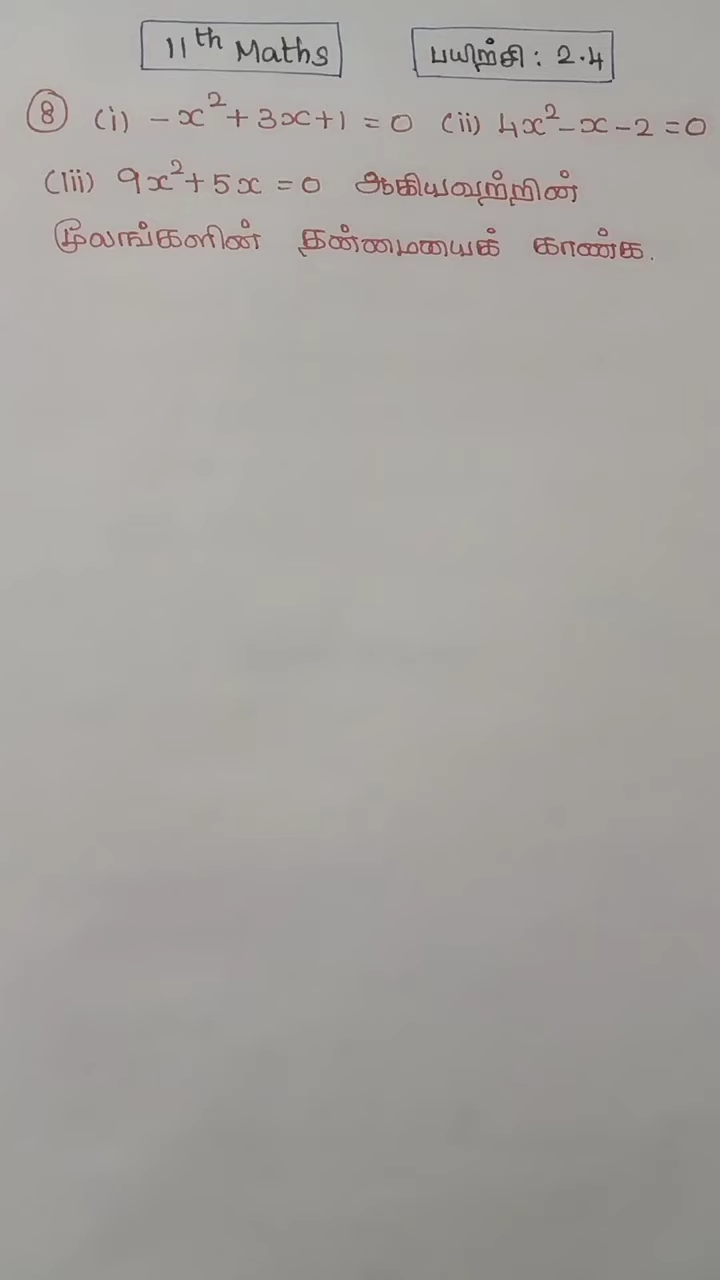 11th Maths பயிற்சி : 2.4
⑧ (i) -x²+3x+1=0 (ii) 4x²-x-2=0
(iii) 9x²+5x=0 ஆகியவற்றின்
மூலங்களின் தன்மையைக் காண்க.